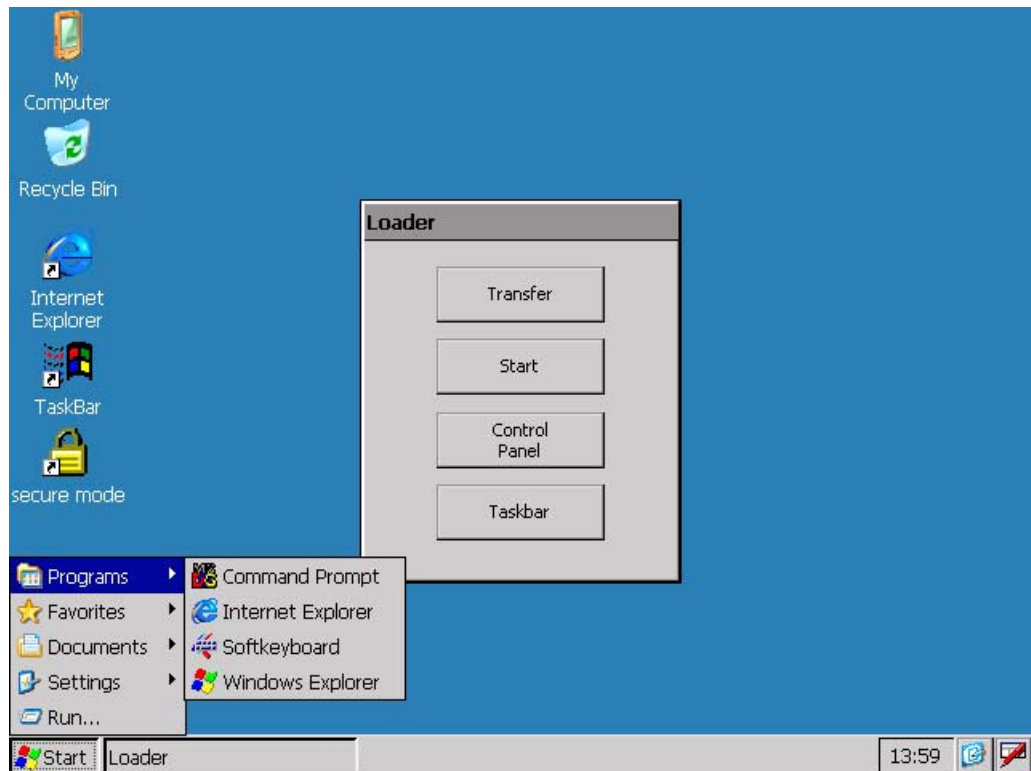 My
Computer
Recycle Bin
Internet
Explorer
TaskBar
secure mode
Loader
Transfer
Start
Control
Panel
Taskbar
Programs
Favorites
Documents
Settings
Run...
Command Prompt
Internet Explorer
Softkeyboard
Windows Explorer
Start
Loader
13:59